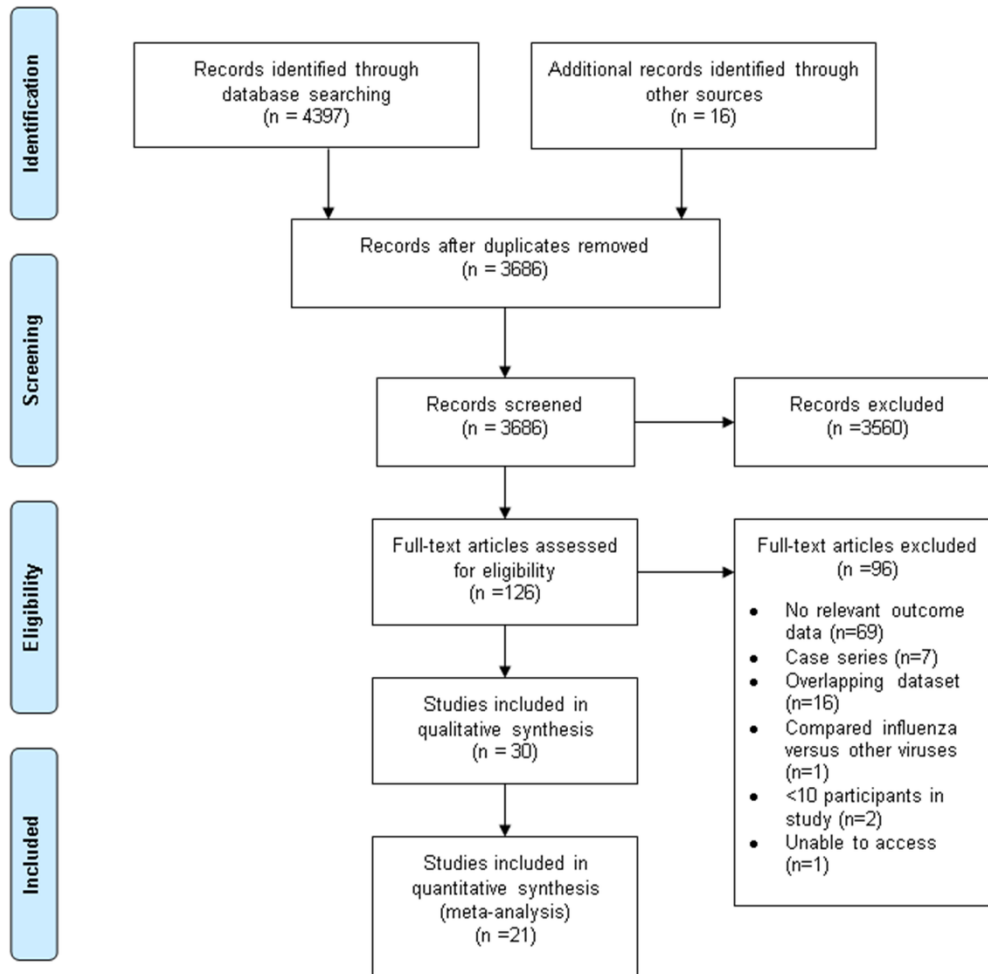 Identification
Records identified through
database searching
(n = 4397)
Additional records identified through
other sources
(n = 16)
Records after duplicates removed
(n = 3686)
Screening
Records screened
(n =3686)
Records excluded
(n =3560)
Eligibility
Full-text articles assessed
for eligibility
(n =126)
Full-text articles excluded
(n =96)
• No relevant outcome
data (n=69)
• Case series (n=7)
• Overlapping dataset
(n=16)
• Compared influenza
versus other viruses
(n=1)
• <10 participants in
study (n=2)
• Unable to access
(n=1)
Studies included in
qualitative synthesis
(n = 30)
Included
Studies included in
quantitative synthesis
(meta-analysis)
(n =21)